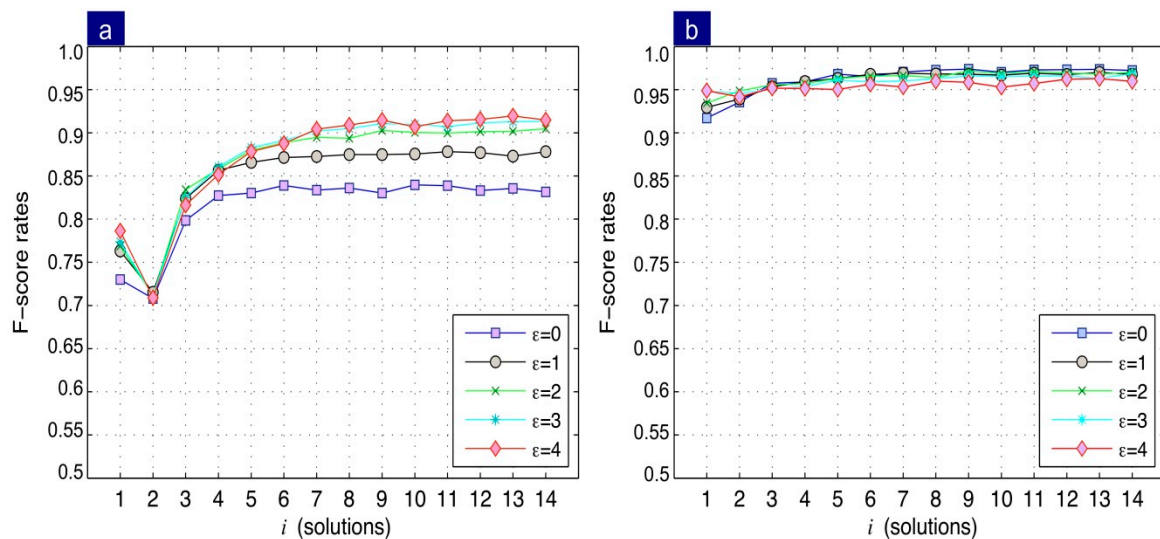 a
1.0
0.95
0.9
0.85
0.8
0.75
0.7
0.65
0.6
0.55
0.5
F-score rates
1 2 3 4 5 6 7 8 9 10 11 12 13 14
i (solutions)
ε=0
ε=1
ε=2
ε=3
ε=4
b
1.0
0.95
0.9
0.85
0.8
0.75
0.7
0.65
0.6
0.55
0.5
F-score rates
1 2 3 4 5 6 7 8 9 10 11 12 13 14
i (solutions)
ε=0
ε=1
ε=2
ε=3
ε=4